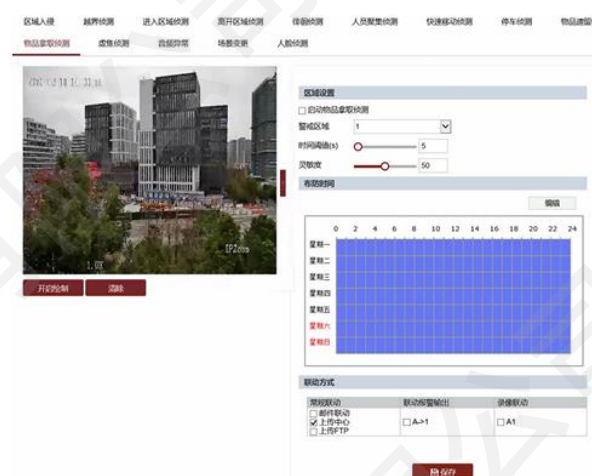 区域入侵 越界侦测 进入区域侦测 离开区域侦测 徘徊侦测 人员聚集侦测 快速移动侦测 停车侦测 物品遗留
物品拿取侦测 虚焦侦测 音频异常 场景变更 人脸侦测
区域设置
启动物品拿取侦测
警戒区域 1
时间阈值(s) 5
灵敏度 50
布防时间
编辑
0 2 4 6 8 10 12 14 16 18 20 22 24
星期一
星期二
星期三
星期四
星期五
星期六
星期日
IPZcom
1.0X
开启绘制 清除
联动方式
常规联动 联动报警输出 录像联动
邮件联动
上传中心 A->1 A1
上传FTP
保存